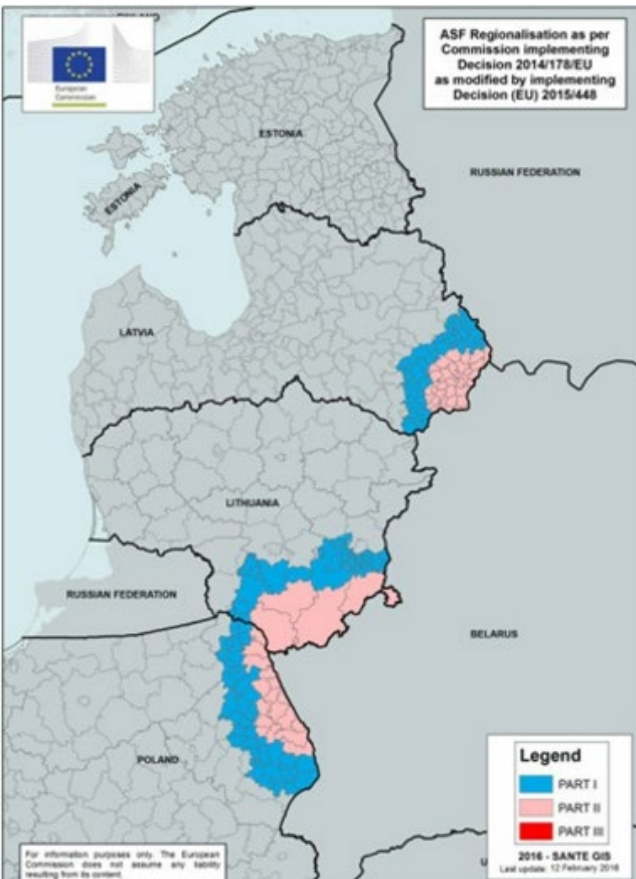 European
Commission
ASF Regionalisation as per
Commission implementing
Decision 2014/178/EU
as modified by implementing
Decision (EU) 2015/448
ESTONIA
ESTONIA
RUSSIAN FEDERATION
LATVIA
LITHUANIA
RUSSIAN FEDERATION
BELARUS
POLAND
Legend
PART I
PART II
PART III
2016 - SANTE GIS
Last update: 12 February 2016
For information purposes only. The European
Commission does not assume any liability
resulting from its content.